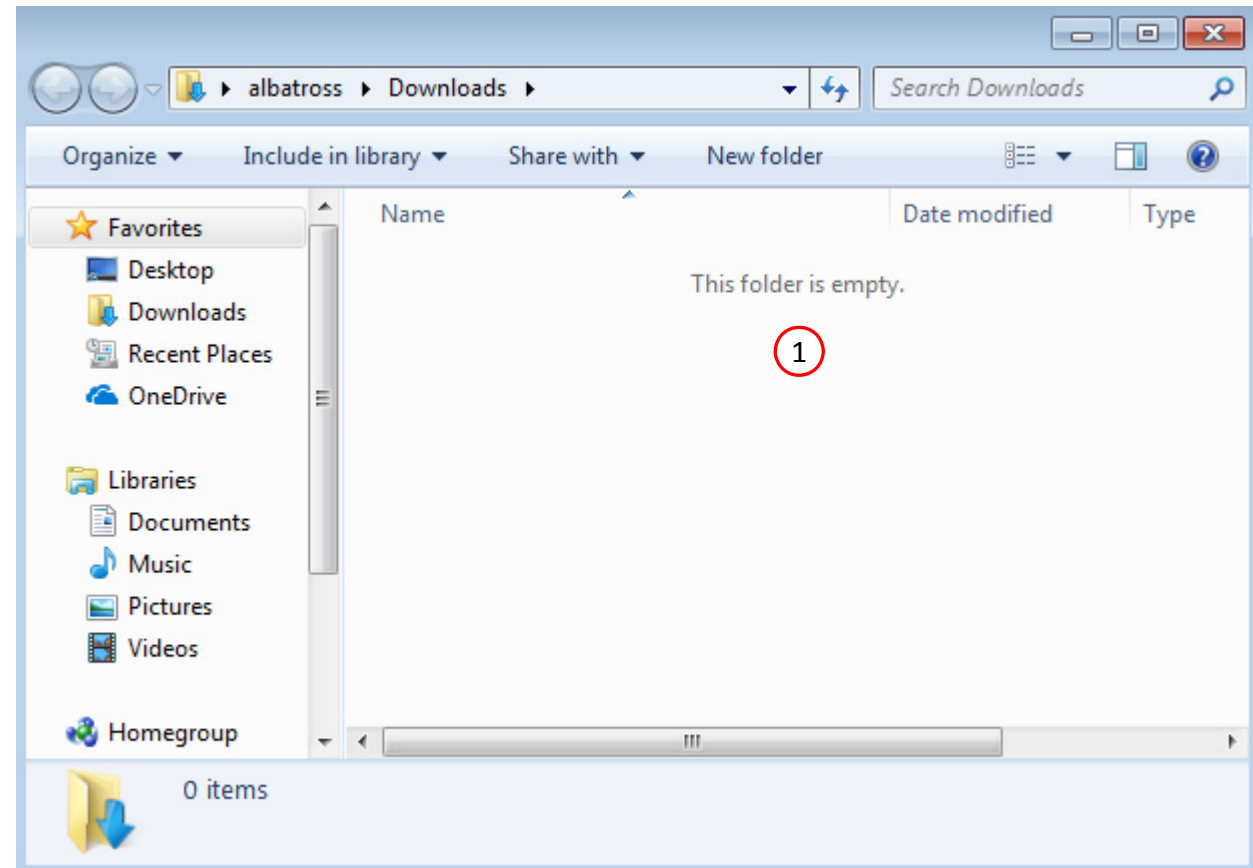 albatross Downloads
Search Downloads
Organize Include in library Share with New folder
Name Date modified Type
This folder is empty.
1
Favorites
Desktop
Downloads
Recent Places
OneDrive
Libraries
Documents
Music
Pictures
Videos
Homegroup
0 items